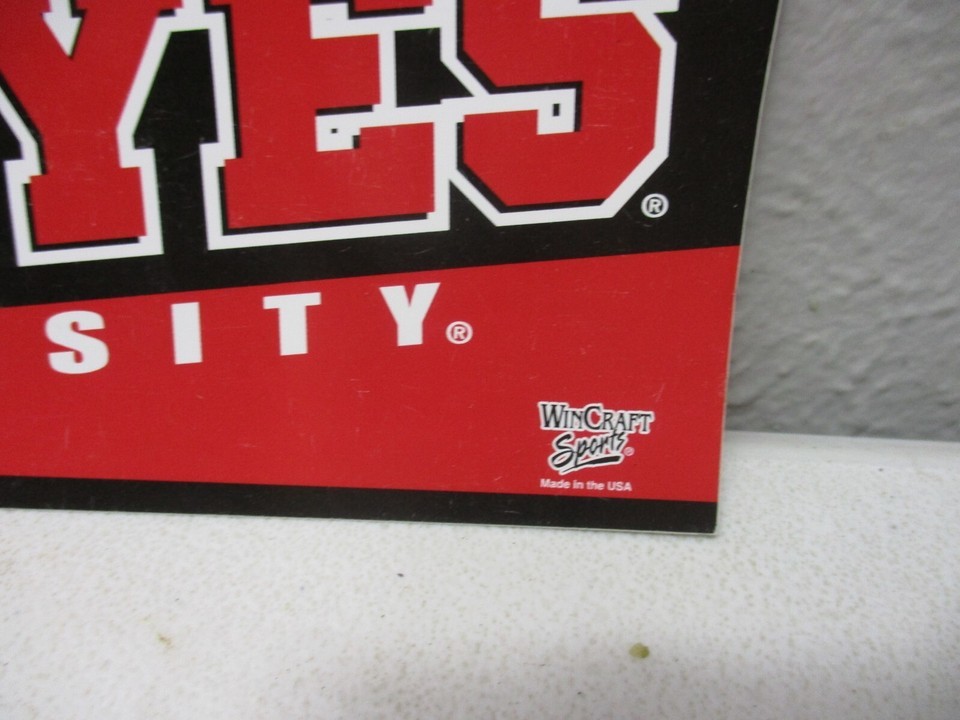 YES®
SITY®
WINCRAFT
Sports®
Made in the USA